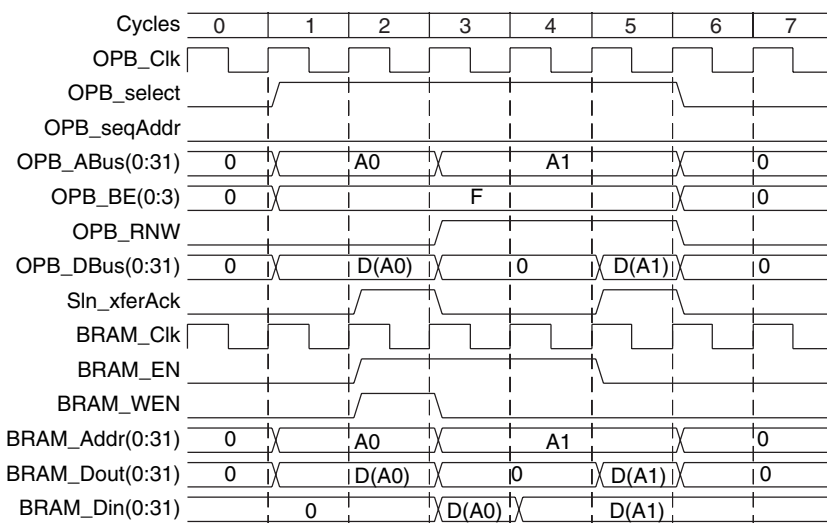 Cycles 0 1 2 3 4 5 6 7
OPB_Clk
OPB_select
OPB_seqAddr
OPB_ABus(0:31) 0 A0 A1 0
OPB_BE(0:3) 0 F 0
OPB_RNW
OPB_DBus(0:31) 0 D(A0) 0 D(A1) 0
Sln_xferAck
BRAM_Clk
BRAM_EN
BRAM_WEN
BRAM_Addr(0:31) 0 A0 A1 0
BRAM_Dout(0:31) 0 D(A0) 0 D(A1) 0
BRAM_Din(0:31) 0 D(A0) D(A1)